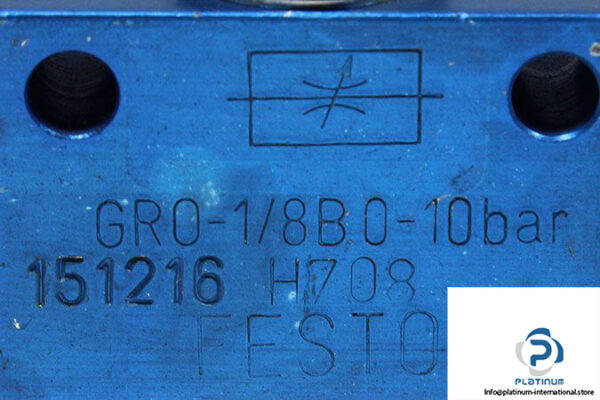 GRO-1/8B 0-10bar
151216 H708
FESTO
PLATINUM
Info@platinum-international.store